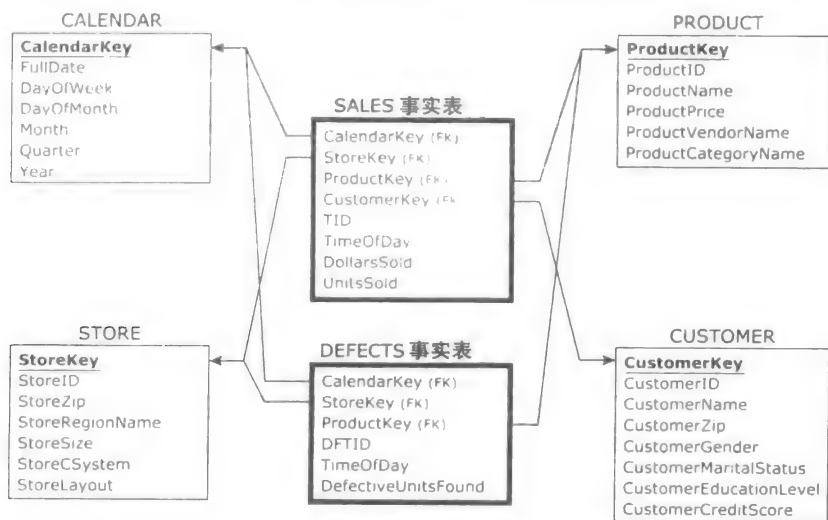 CALENDAR
CalendarKey
FullDate
DayOfWeek
DayOfMonth
Month
Quarter
Year
SALES 事实表
CalendarKey (FK)
StoreKey (FK)
ProductKey (FK)
CustomerKey (FK
TID
TimeOfDay
DollarsSold
UnitsSold
PRODUCT
ProductKey
ProductID
ProductName
ProductPrice
ProductVendorName
ProductCategoryName
STORE
StoreKey
StoreID
StoreZip
StoreRegionName
StoreSize
StoreCSystem
StoreLayout
DEFECTS 事实表
CalendarKey (FK)
StoreKey (FK)
ProductKey (FK)
DFTID
TimeOfDay
DefectiveUnitsFound
CUSTOMER
CustomerKey
CustomerID
CustomerName
CustomerZip
CustomerGender
CustomerMaritalStatus
CustomerEducationLevel
CustomerCreditScore